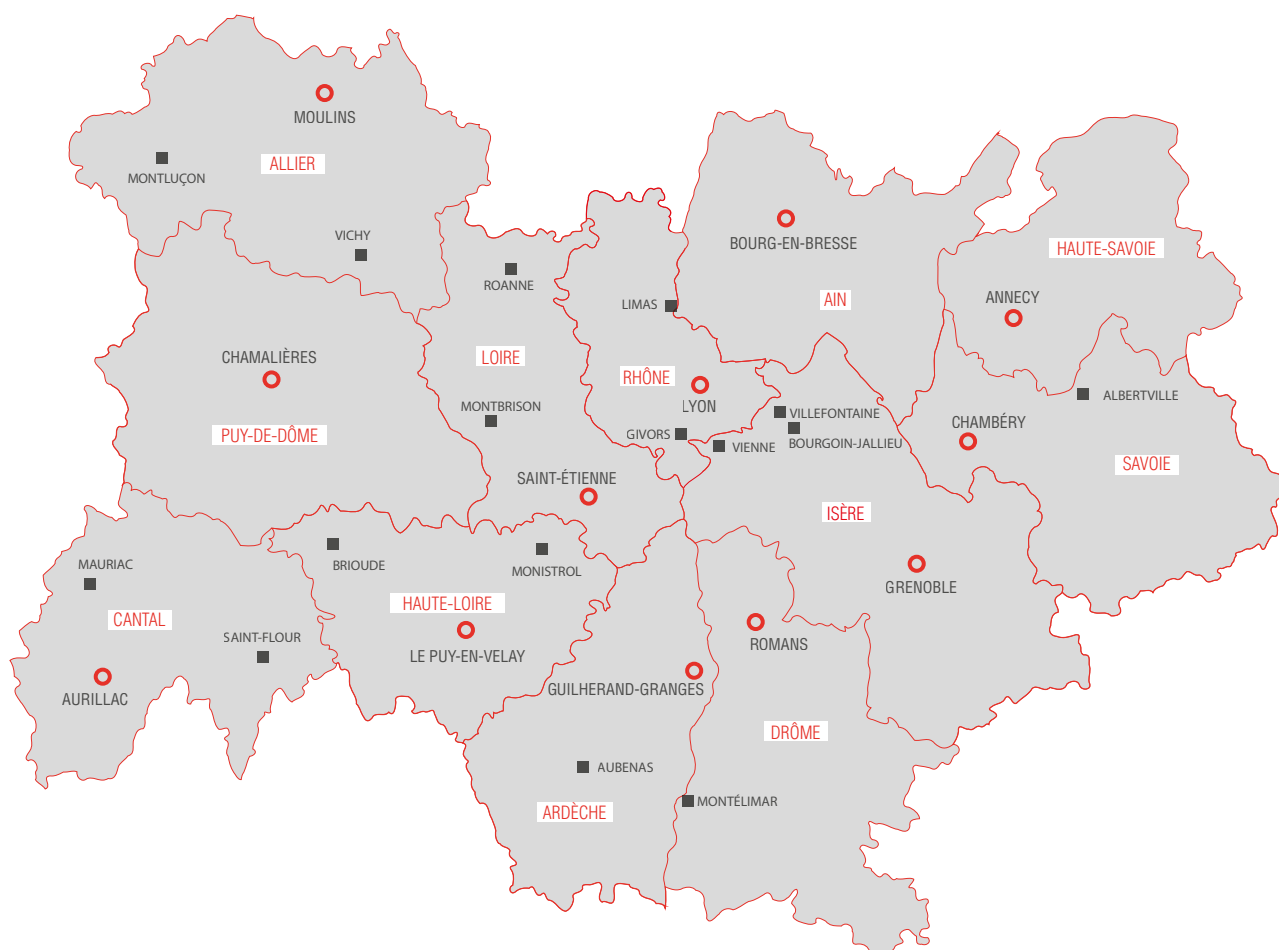 MOULINS
ALLIER
MONTLUÇON
VICHY
BOURG-EN-BRESSE
HAUTE-SAVOIE
ROANNE
LIMAS
AIN
ANNECY
CHAMALIÈRES
LOIRE
RHÔNE
LYON
ALBERTVILLE
MONTBRISON
VILLEFONTAINE
CHAMBÉRY
PUY-DE-DÔME
GIVORS
VIENNE
BOURGOIN-JALLIEU
SAVOIE
SAINT-ÉTIENNE
ISÈRE
MAURIAC
BRIOUDE
MONISTROL
GRENOBLE
CANTAL
HAUTE-LOIRE
SAINT-FLOUR
LE PUY-EN-VELAY
ROMANS
AURILLAC
GUILHERAND-GRANGES
DRÔME
AUBENAS
ARDÈCHE
MONTÉLIMAR